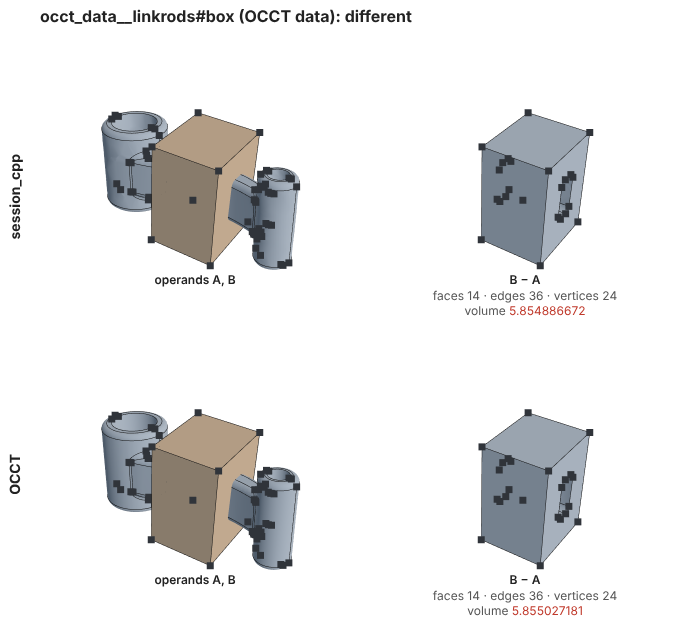 occt_data__linkrods#box (OCCT data): different
session_cpp
operands A, B
B − A
faces 14 · edges 36 · vertices 24
volume 5.854886672
OCCT
operands A, B
B − A
faces 14 · edges 36 · vertices 24
volume 5.855027181